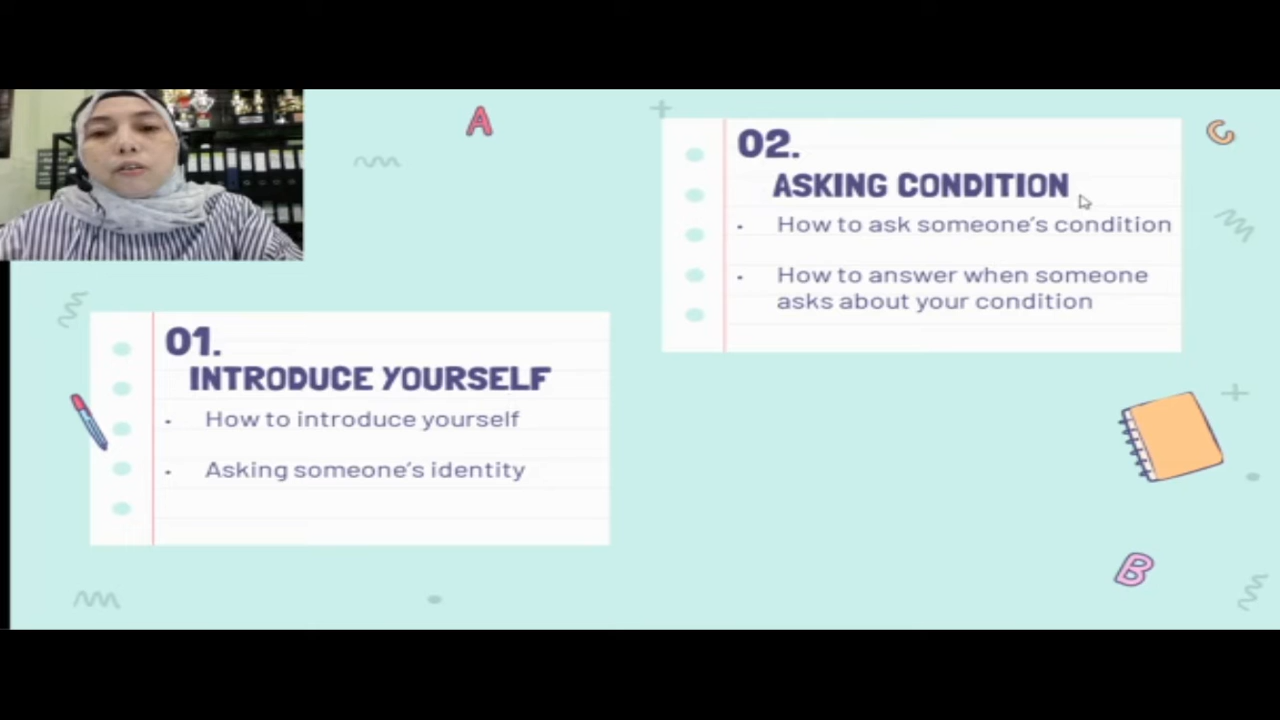 A
C
01.
INTRODUCE YOURSELF
· How to introduce yourself
· Asking someone's identity
02.
ASKING CONDITION
· How to ask someone's condition
· How to answer when someone
asks about your condition
B